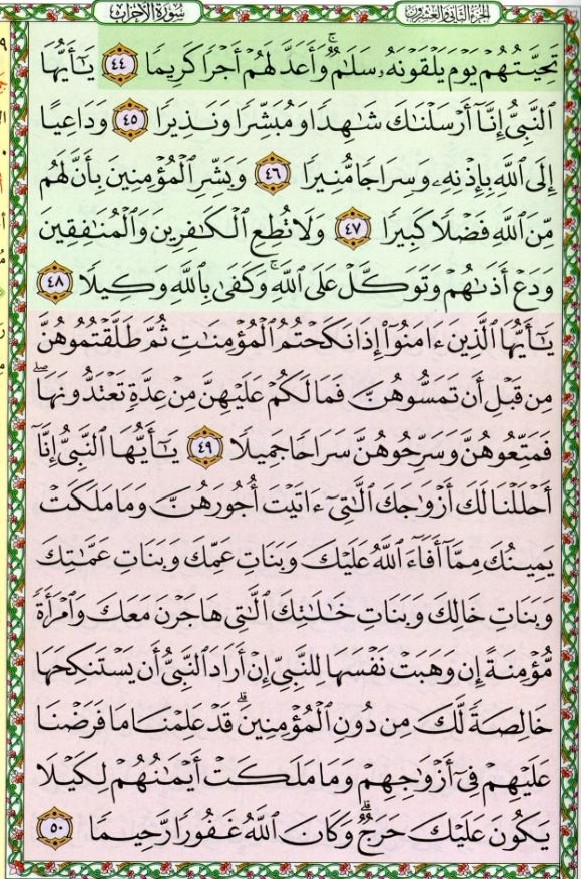 الجزء الثاني والعشرون
سورة الأحزاب
تَحِيَّتُهُمْ يَوْمَ يَلْقَوْنَهُۥ سَلَٰمٌۚ وَأَعَدَّ لَهُمْ أَجْرًا كَرِيمًا ٤٤ يَٰٓأَيُّهَا
ٱلنَّبِىُّ إِنَّآ أَرْسَلْنَٰكَ شَٰهِدًا وَمُبَشِّرًا وَنَذِيرًا ٤٥ وَدَاعِيًا
إِلَى ٱللَّهِ بِإِذْنِهِۦ وَسِرَاجًا مُّنِيرًا ٤٦ وَبَشِّرِ ٱلْمُؤْمِنِينَ بِأَنَّ لَهُم
مِّنَ ٱللَّهِ فَضْلًا كَبِيرًا ٤٧ وَلَا تُطِعِ ٱلْكَٰفِرِينَ وَٱلْمُنَٰفِقِينَ
وَدَعْ أَذَىٰهُمْ وَتَوَكَّلْ عَلَى ٱللَّهِۚ وَكَفَىٰ بِٱللَّهِ وَكِيلًا ٤٨
يَٰٓأَيُّهَا ٱلَّذِينَ ءَامَنُوٓا۟ إِذَا نَكَحْتُمُ ٱلْمُؤْمِنَٰتِ ثُمَّ طَلَّقْتُمُوهُنَّ
مِن قَبْلِ أَن تَمَسُّوهُنَّ فَمَا لَكُمْ عَلَيْهِنَّ مِنْ عِدَّةٍ تَعْتَدُّونَهَاۖ
فَمَتِّعُوهُنَّ وَسَرِّحُوهُنَّ سَرَاحًا جَمِيلًا ٤٩ يَٰٓأَيُّهَا ٱلنَّبِىُّ إِنَّآ
أَحْلَلْنَا لَكَ أَزْوَٰجَكَ ٱلَّٰتِىٓ ءَاتَيْتَ أُجُورَهُنَّ وَمَا مَلَكَتْ
يَمِينُكَ مِمَّآ أَفَآءَ ٱللَّهُ عَلَيْكَ وَبَنَاتِ عَمِّكَ وَبَنَاتِ عَمَّٰتِكَ
وَبَنَاتِ خَالِكَ وَبَنَاتِ خَٰلَٰتِكَ ٱلَّٰتِى هَاجَرْنَ مَعَكَ وَٱمْرَأَةً
مُّؤْمِنَةً إِن وَهَبَتْ نَفْسَهَا لِلنَّبِىِّ إِنْ أَرَادَ ٱلنَّبِىُّ أَن يَسْتَنكِحَهَا
خَالِصَةً لَّكَ مِن دُونِ ٱلْمُؤْمِنِينَۗ قَدْ عَلِمْنَا مَا فَرَضْنَا
عَلَيْهِمْ فِىٓ أَزْوَٰجِهِمْ وَمَا مَلَكَتْ أَيْمَٰنُهُمْ لِكَيْلَا
يَكُونَ عَلَيْكَ حَرَجٌۗ وَكَانَ ٱللَّهُ غَفُورًا رَّحِيمًا ٥٠